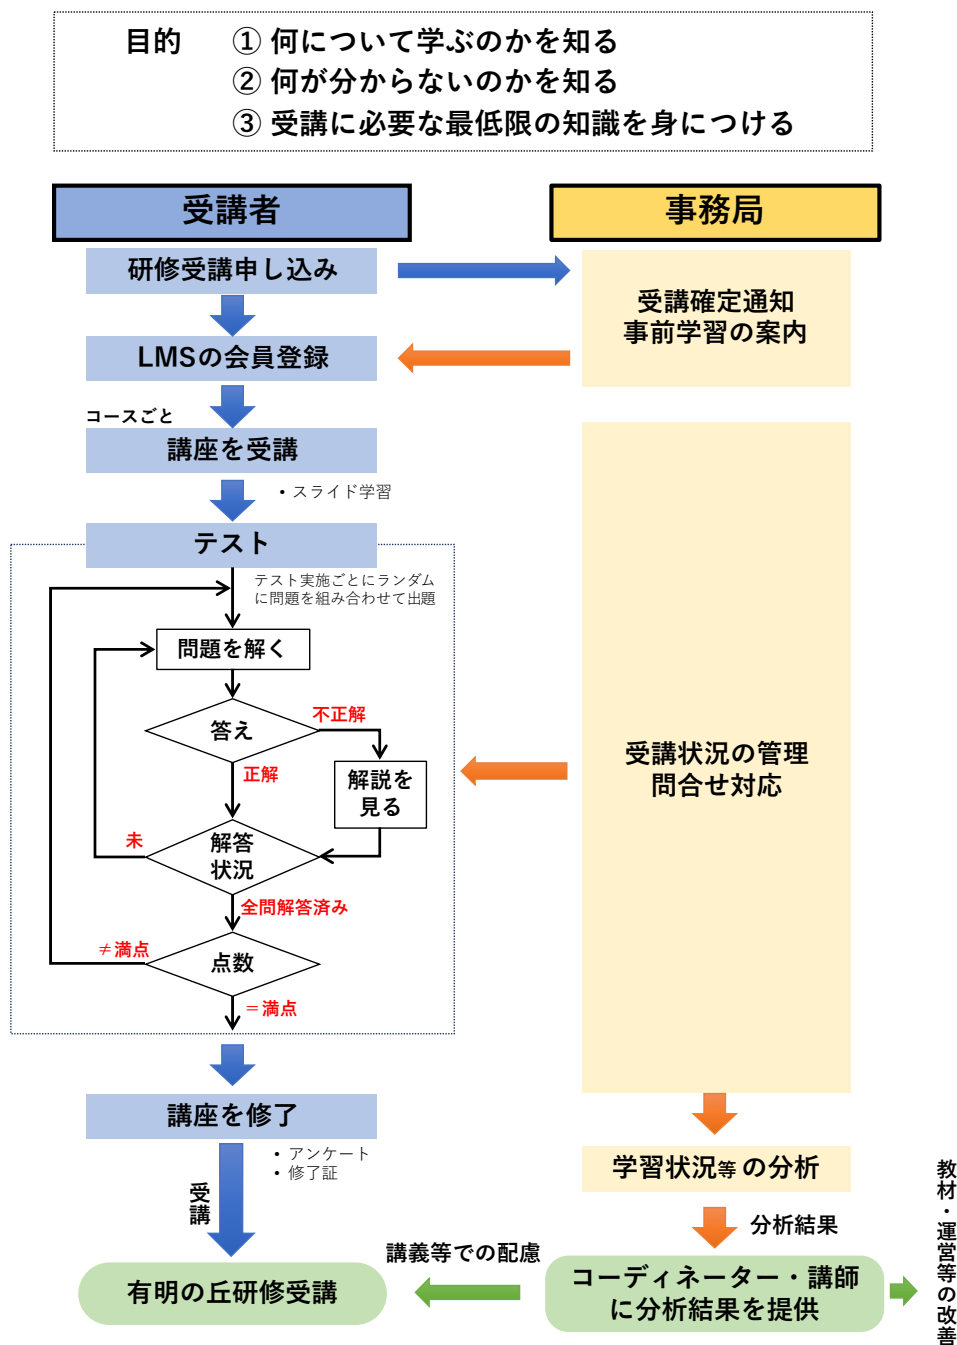 目的 ① 何について学ぶのかを知る
② 何が分からないのかを知る
③ 受講に必要な最低限の知識を身につける
受講者
事務局
研修受講申し込み
受講確定通知
事前学習の案内
LMSの会員登録
コースごと
講座を受講
• スライド学習
テスト
テスト実施ごとにランダム
に問題を組み合わせて出題
問題を解く
答え
不正解
正解
解説を
見る
未
解答
状況
全問解答済み
≠満点
点数
＝満点
受講状況の管理
問合せ対応
講座を修了
• アンケート
• 修了証
受講
学習状況等の分析
分析結果
講義等での配慮
有明の丘研修受講
コーディネーター・講師
に分析結果を提供
教材・運営等の改善